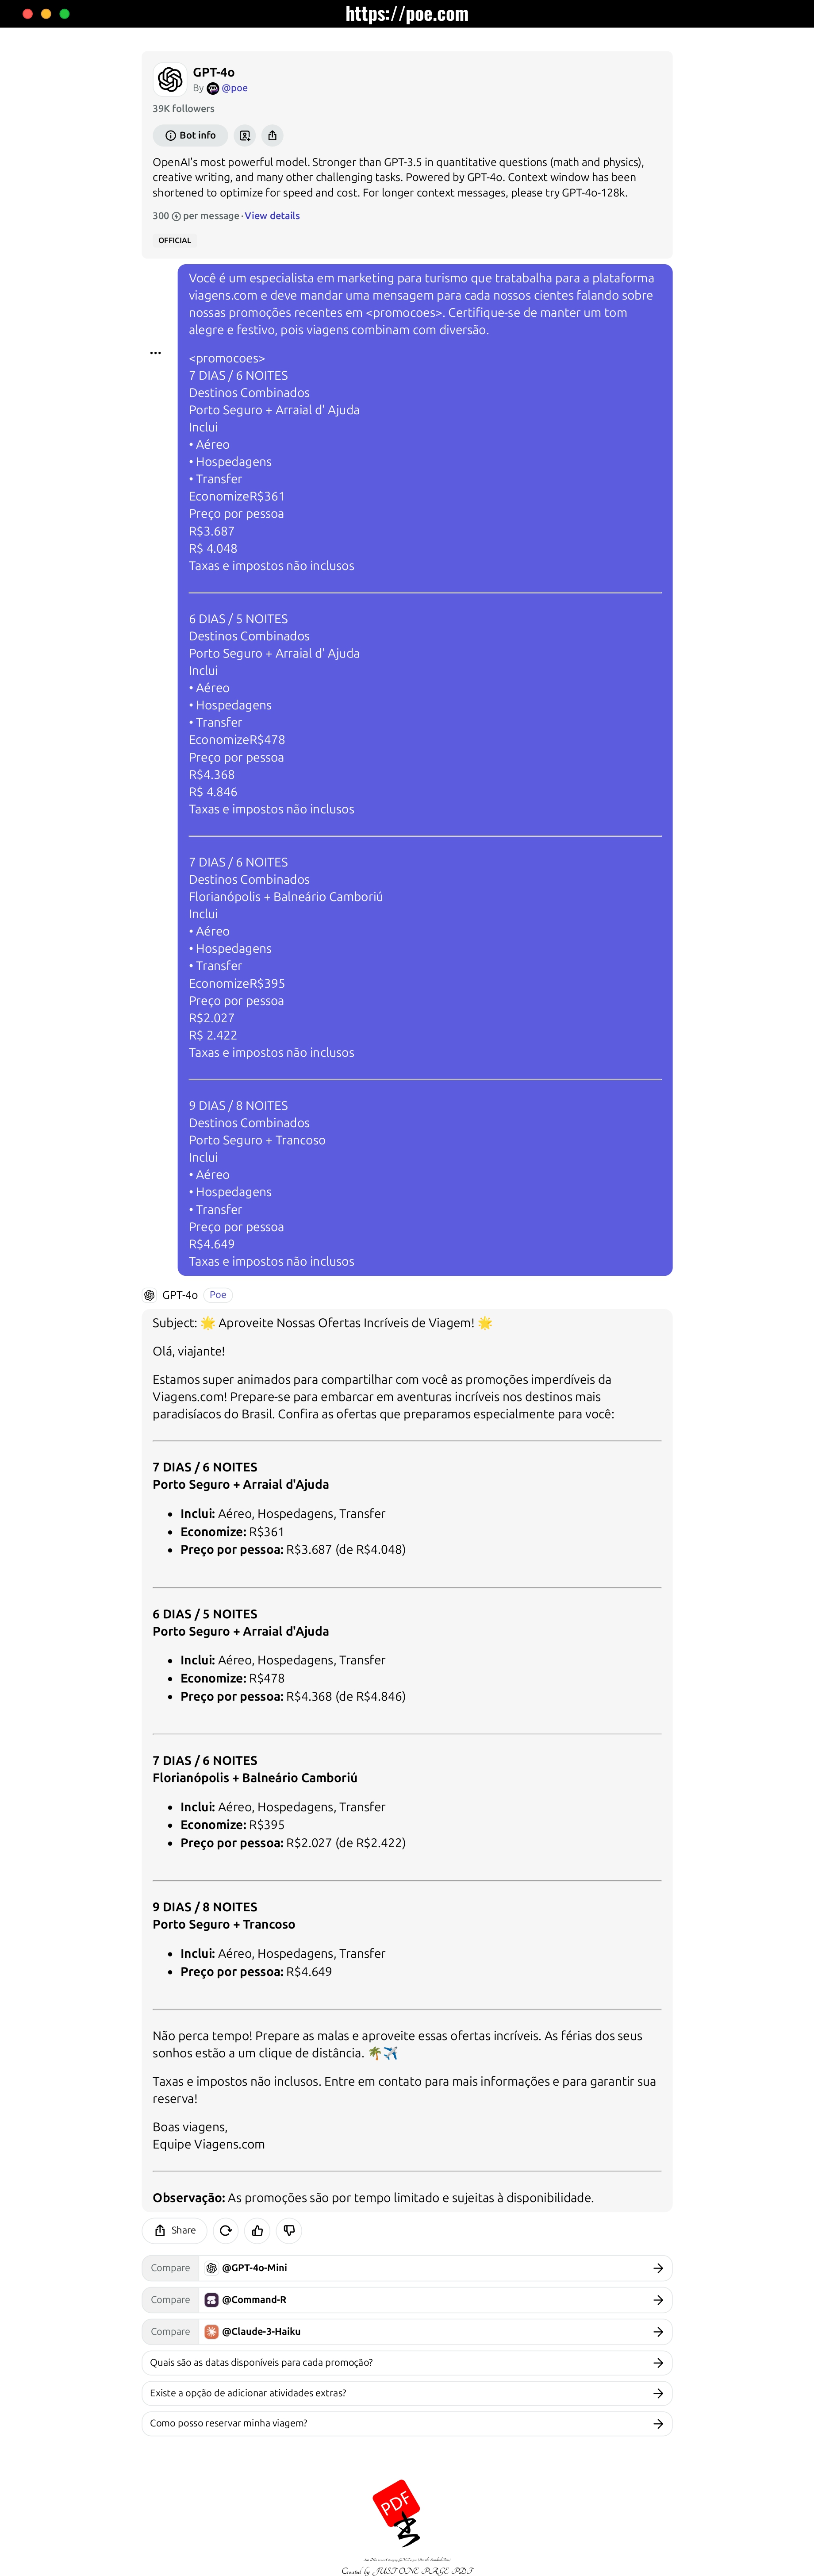 https://poe.com
GPT-4o
By @poe
39K followers
Bot info
OpenAI's most powerful model. Stronger than GPT-3.5 in quantitative questions (math and physics),
creative writing, and many other challenging tasks. Powered by GPT-4o. Context window has been
shortened to optimize for speed and cost. For longer context messages, please try GPT-4o-128k.
300 per message · View details
OFFICIAL
Você é um especialista em marketing para turismo que tratabalha para a plataforma
viagens.com e deve mandar uma mensagem para cada nossos cientes falando sobre
nossas promoções recentes em <promocoes>. Certifique-se de manter um tom
alegre e festivo, pois viagens combinam com diversão.
<promocoes>
7 DIAS / 6 NOITES
Destinos Combinados
Porto Seguro + Arraial d' Ajuda
Inclui
• Aéreo
• Hospedagens
• Transfer
EconomizeR$361
Preço por pessoa
R$3.687
R$ 4.048
Taxas e impostos não inclusos
6 DIAS / 5 NOITES
Destinos Combinados
Porto Seguro + Arraial d' Ajuda
Inclui
• Aéreo
• Hospedagens
• Transfer
EconomizeR$478
Preço por pessoa
R$4.368
R$ 4.846
Taxas e impostos não inclusos
7 DIAS / 6 NOITES
Destinos Combinados
Florianópolis + Balneário Camboriú
Inclui
• Aéreo
• Hospedagens
• Transfer
EconomizeR$395
Preço por pessoa
R$2.027
R$ 2.422
Taxas e impostos não inclusos
9 DIAS / 8 NOITES
Destinos Combinados
Porto Seguro + Trancoso
Inclui
• Aéreo
• Hospedagens
• Transfer
Preço por pessoa
R$4.649
Taxas e impostos não inclusos
GPT-4o Poe
Subject: 🌟 Aproveite Nossas Ofertas Incríveis de Viagem! 🌟
Olá, viajante!
Estamos super animados para compartilhar com você as promoções imperdíveis da
Viagens.com! Prepare-se para embarcar em aventuras incríveis nos destinos mais
paradisíacos do Brasil. Confira as ofertas que preparamos especialmente para você:
7 DIAS / 6 NOITES
Porto Seguro + Arraial d'Ajuda
• Inclui: Aéreo, Hospedagens, Transfer
• Economize: R$361
• Preço por pessoa: R$3.687 (de R$4.048)
6 DIAS / 5 NOITES
Porto Seguro + Arraial d'Ajuda
• Inclui: Aéreo, Hospedagens, Transfer
• Economize: R$478
• Preço por pessoa: R$4.368 (de R$4.846)
7 DIAS / 6 NOITES
Florianópolis + Balneário Camboriú
• Inclui: Aéreo, Hospedagens, Transfer
• Economize: R$395
• Preço por pessoa: R$2.027 (de R$2.422)
9 DIAS / 8 NOITES
Porto Seguro + Trancoso
• Inclui: Aéreo, Hospedagens, Transfer
• Preço por pessoa: R$4.649
Não perca tempo! Prepare as malas e aproveite essas ofertas incríveis. As férias dos seus
sonhos estão a um clique de distância. 🌴✈️
Taxas e impostos não inclusos. Entre em contato para mais informações e para garantir sua
reserva!
Boas viagens,
Equipe Viagens.com
Observação: As promoções são por tempo limitado e sujeitas à disponibilidade.
Share
Compare @GPT-4o-Mini
Compare @Command-R
Compare @Claude-3-Haiku
Quais são as datas disponíveis para cada promoção?
Existe a opção de adicionar atividades extras?
Como posso reservar minha viagem?
PDF
Created by JUST ONE PAGE PDF